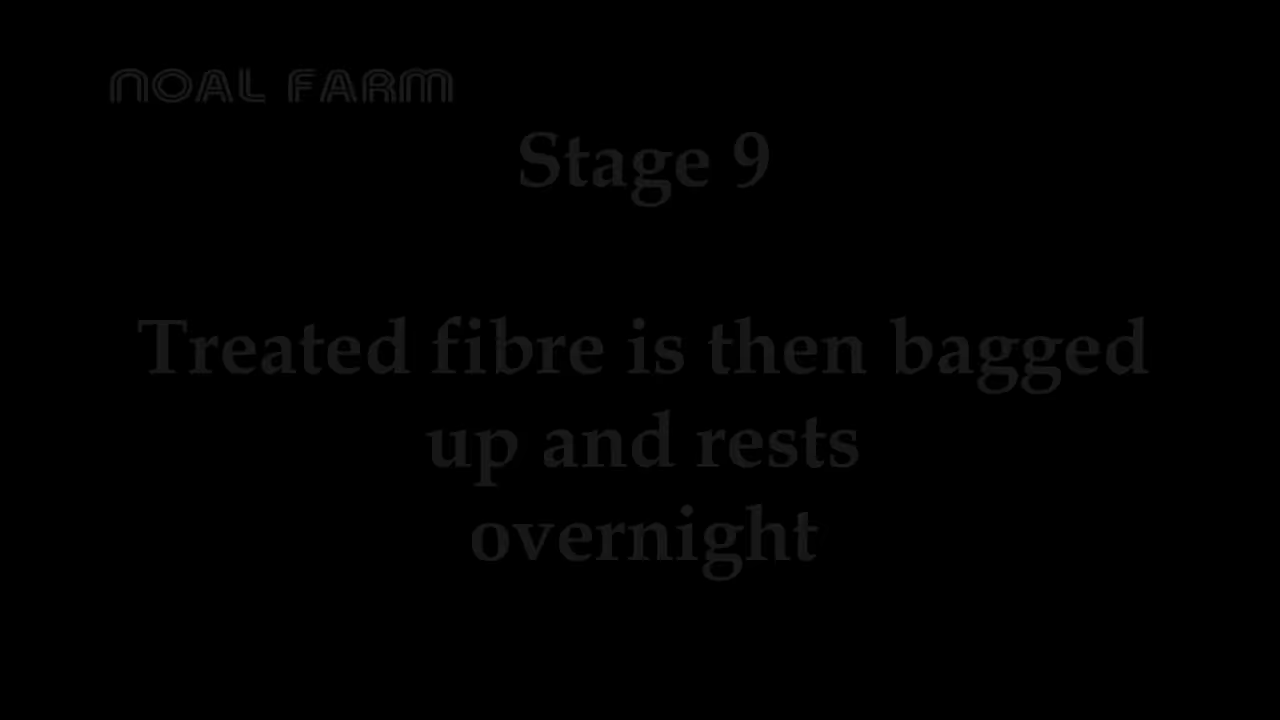 NOAL FARM
Stage 9
Treated fibre is then bagged
up and rests
overnight